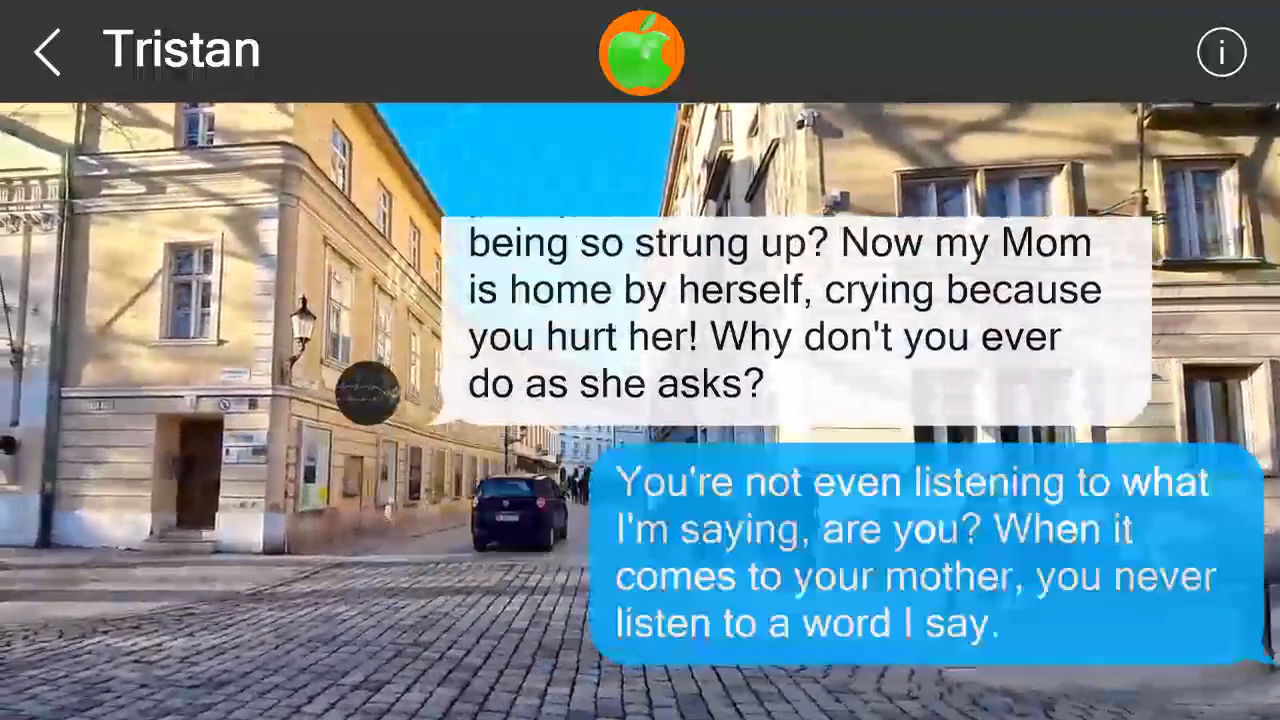 Tristan
i
being so strung up? Now my Mom
is home by herself, crying because
you hurt her! Why don't you ever
do as she asks?
You're not even listening to what
I'm saying, are you? When it
comes to your mother, you never
listen to a word I say.